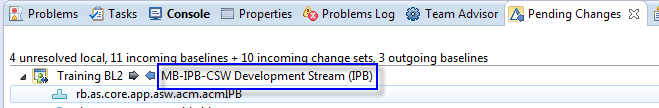 Problems Tasks Console Properties Problems Log Team Advisor Pending Changes
4 unresolved local, 11 incoming baselines + 10 incoming change sets, 3 outgoing baselines
Training BL2 MB-IPB-CSW Development Stream (IPB)
rb.as.core.app.asw.acm.acmIPB